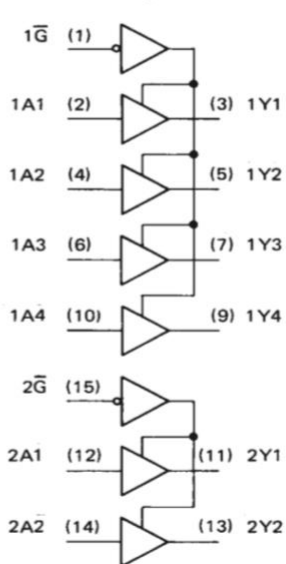 1G̅ (1)
1A1 (2) (3) 1Y1
1A2 (4) (5) 1Y2
1A3 (6) (7) 1Y3
1A4 (10) (9) 1Y4
2G̅ (15)
2A1 (12) (11) 2Y1
2A2 (14) (13) 2Y2